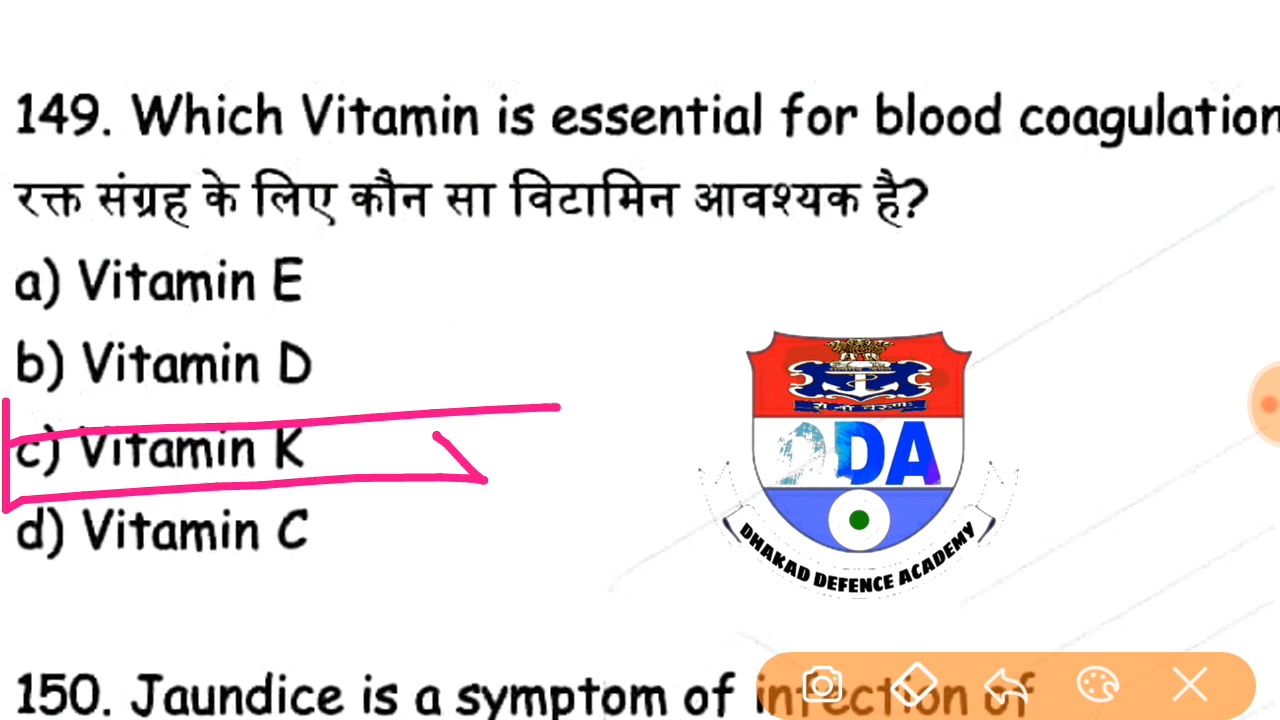 149. Which Vitamin is essential for blood coagulation
रक्त संग्रह के लिए कौन सा विटामिन आवश्यक है?
a) Vitamin E
b) Vitamin D
c) Vitamin K
d) Vitamin C
DA
DHAKAD DEFENCE ACADEMY
150. Jaundice is a symptom of infection of